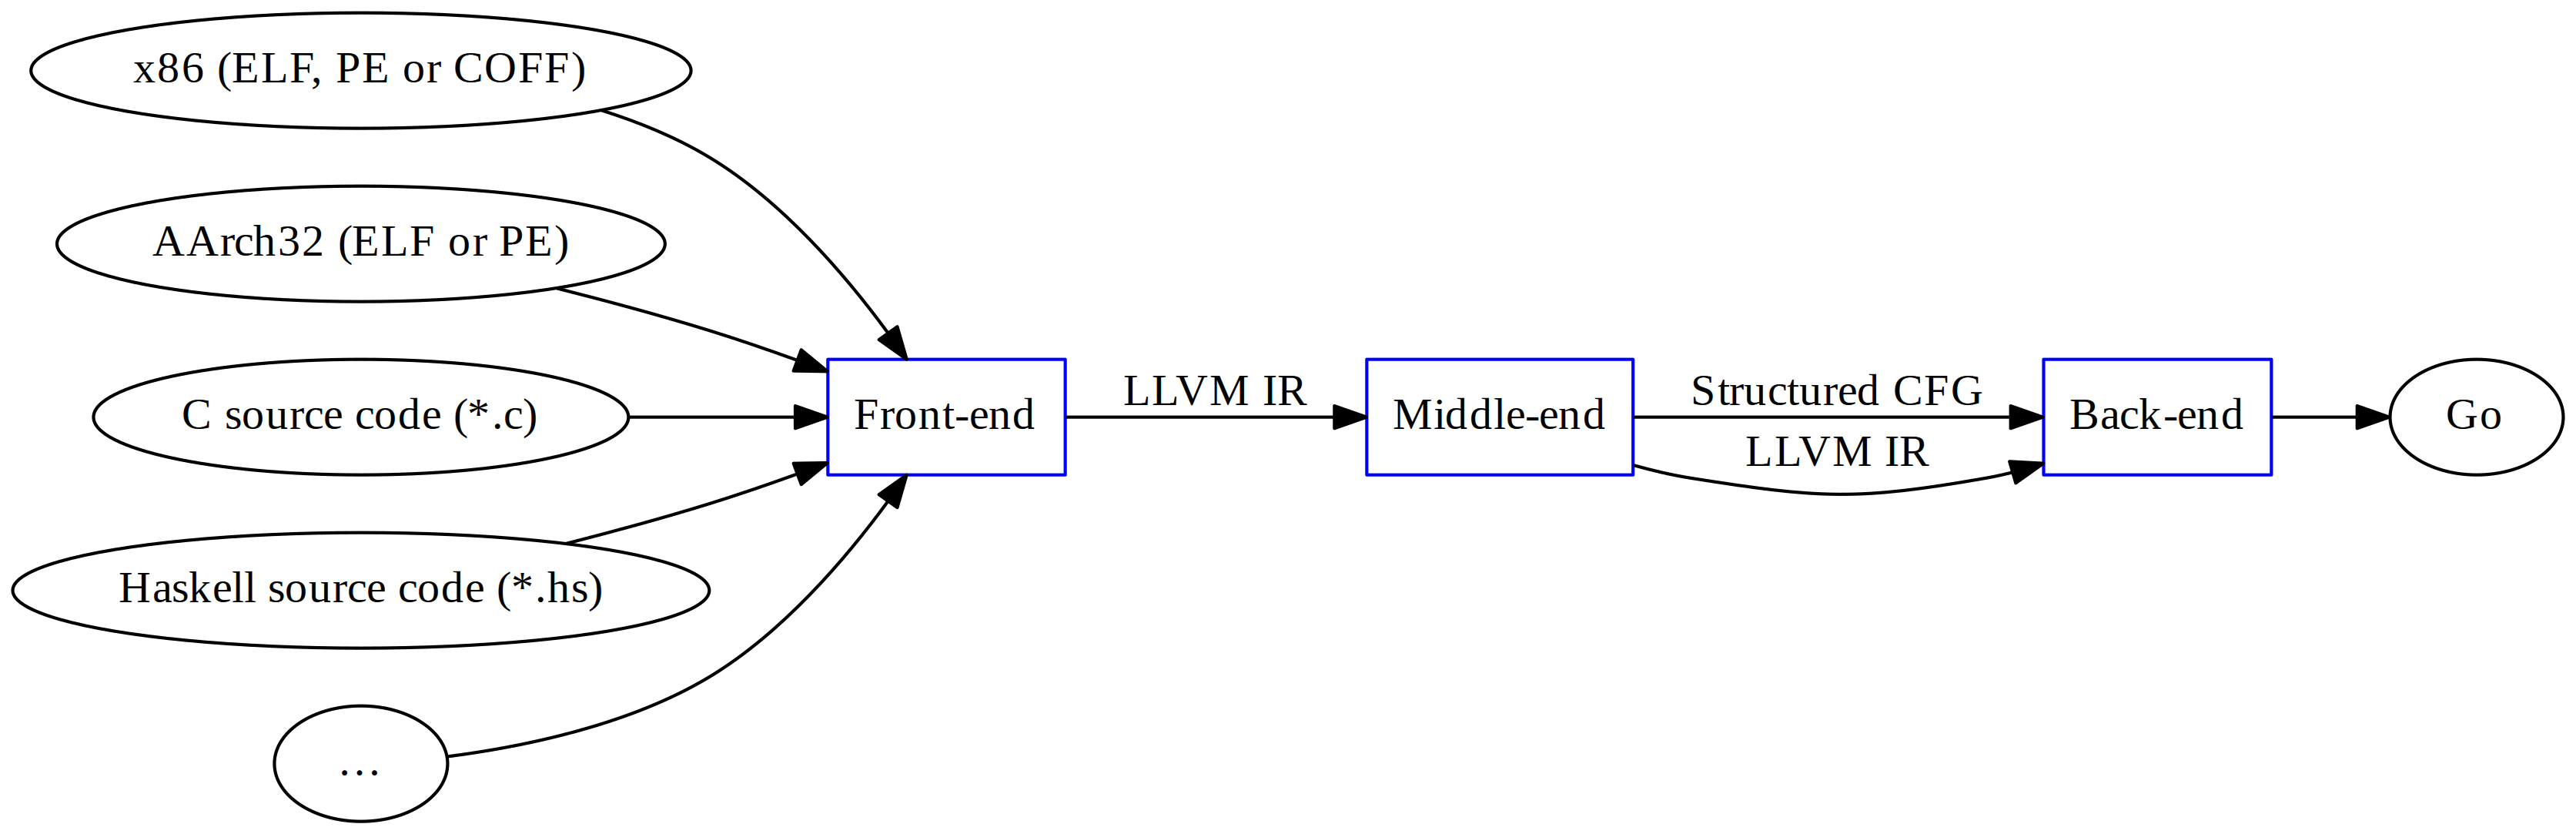 x86 (ELF, PE or COFF)
AArch32 (ELF or PE)
C source code (*.c)
Haskell source code (*.hs)
…
Front-end
LLVM IR
Middle-end
Structured CFG
LLVM IR
Back-end
Go